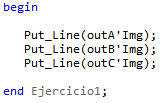 begin
Put_Line(outA'Img);
Put_Line(outB'Img);
Put_Line(outC'Img);
end Ejercicio1;